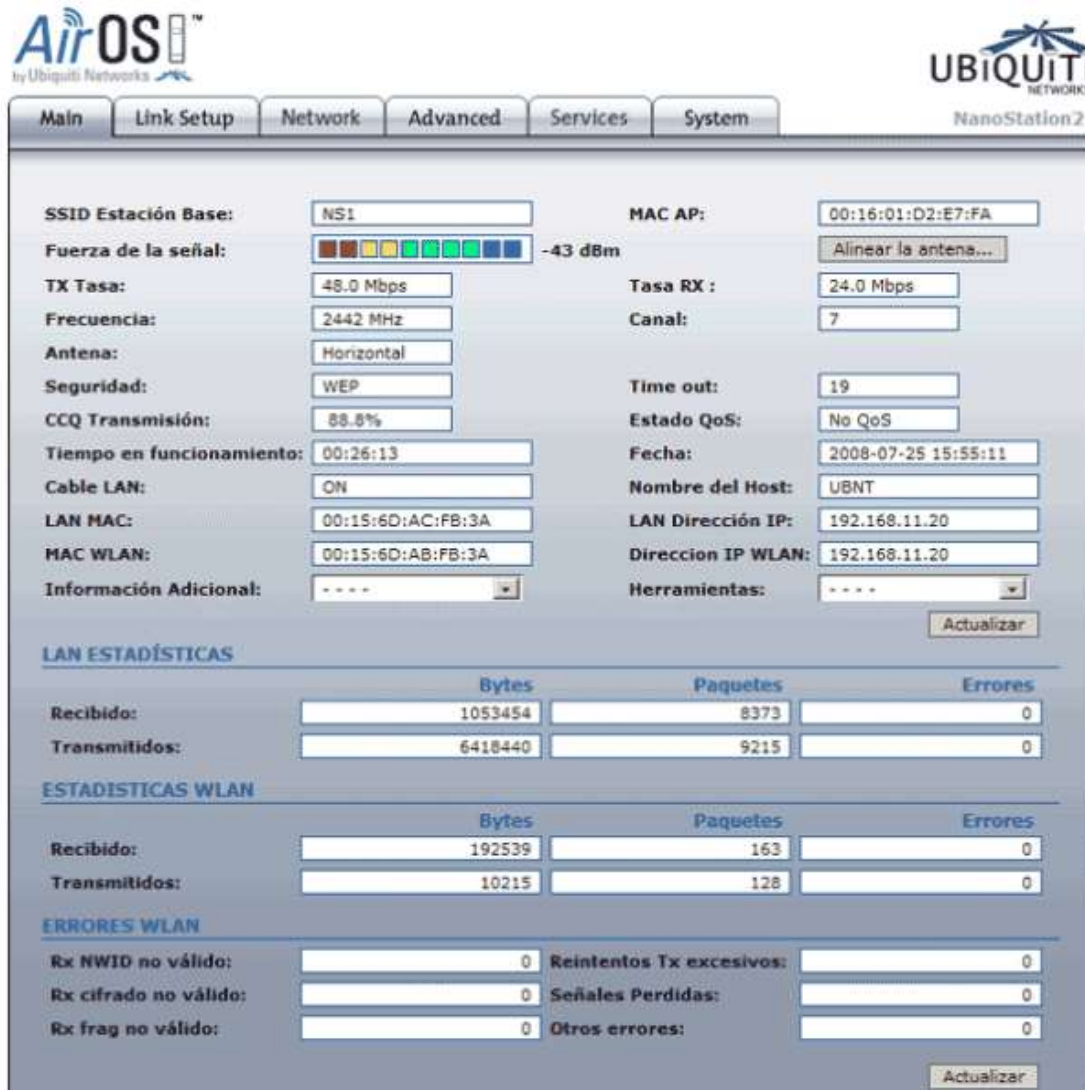 AirOS™
by Ubiquiti Networks
UBiQUiTi
NETWORKS
Main Link Setup Network Advanced Services System
NanoStation2
SSID Estación Base: NS1 MAC AP: 00:16:01:D2:E7:FA
Fuerza de la señal: -43 dBm Alinear la antena...
TX Tasa: 48.0 Mbps Tasa RX : 24.0 Mbps
Frecuencia: 2442 MHz Canal: 7
Antena: Horizontal
Seguridad: WEP Time out: 19
CCQ Transmisión: 88.8% Estado QoS: No QoS
Tiempo en funcionamiento: 00:26:13 Fecha: 2008-07-25 15:55:11
Cable LAN: ON Nombre del Host: UBNT
LAN MAC: 00:15:6D:AC:FB:3A LAN Dirección IP: 192.168.11.20
MAC WLAN: 00:15:6D:AB:FB:3A Direccion IP WLAN: 192.168.11.20
Información Adicional: - - - - Herramientas: - - - -
Actualizar
LAN ESTADÍSTICAS
Bytes Paquetes Errores
Recibido: 1053454 8373 0
Transmitidos: 6418440 9215 0
ESTADISTICAS WLAN
Bytes Paquetes Errores
Recibido: 192539 163 0
Transmitidos: 10215 128 0
ERRORES WLAN
Rx NWID no válido: 0 Reintentos Tx excesivos: 0
Rx cifrado no válido: 0 Señales Perdidas: 0
Rx frag no válido: 0 Otros errores: 0
Actualizar